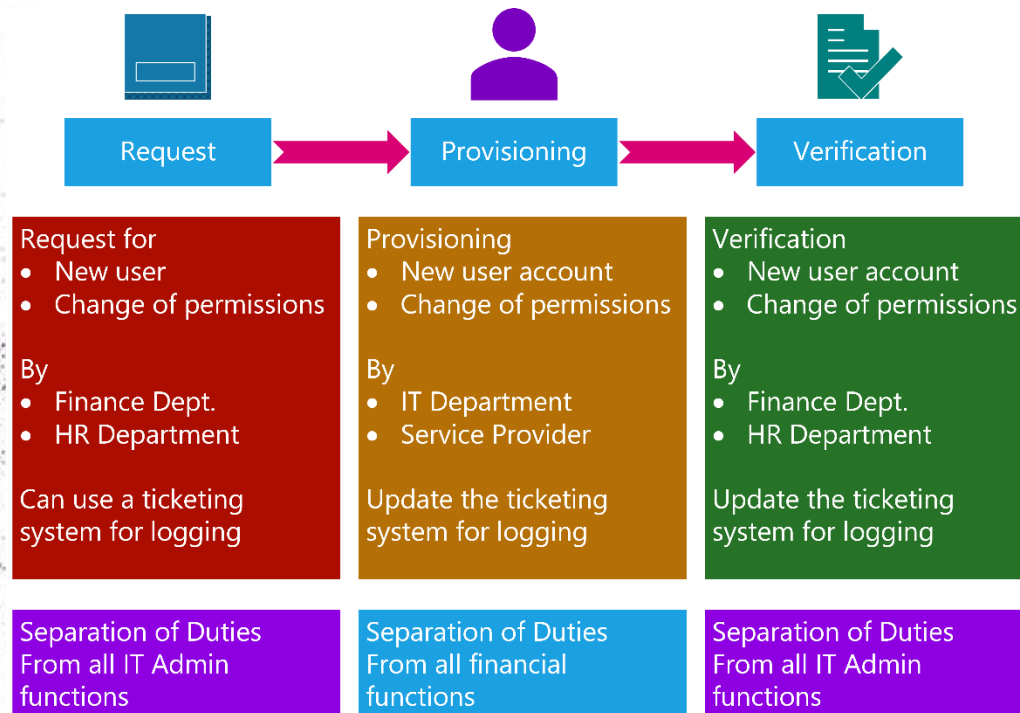 Request
Provisioning
Verification
Request for
• New user
• Change of permissions
By
• Finance Dept.
• HR Department
Can use a ticketing
system for logging
Provisioning
• New user account
• Change of permissions
By
• IT Department
• Service Provider
Update the ticketing
system for logging
Verification
• New user account
• Change of permissions
By
• Finance Dept.
• HR Department
Update the ticketing
system for logging
Separation of Duties
From all IT Admin
functions
Separation of Duties
From all financial
functions
Separation of Duties
From all IT Admin
functions